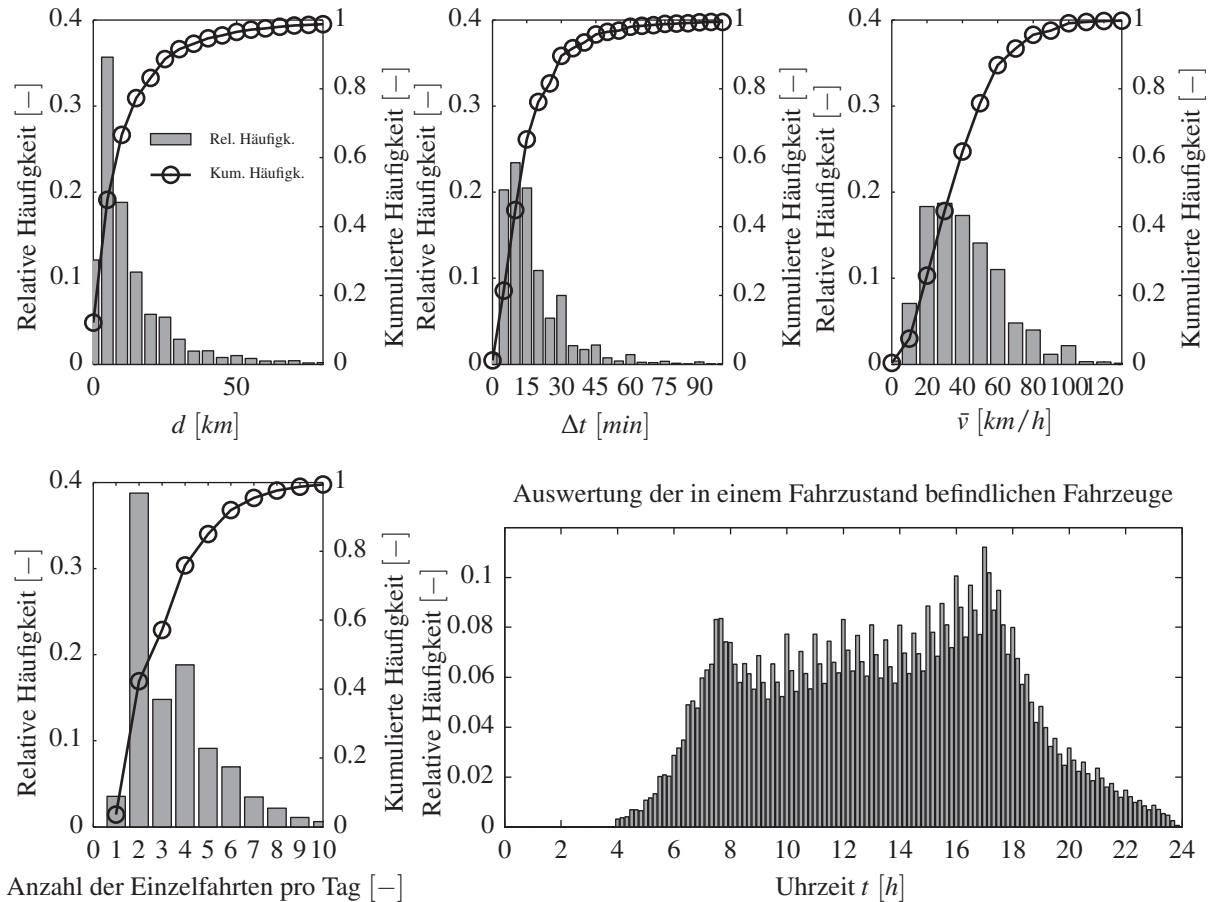 0.4
0.3
0.2
0.1
0
1
0.8
0.6
0.4
0.2
0
Relative Häufigkeit [−]
Kumulierte Häufigkeit [−]
Rel. Häufigk.
Kum. Häufigk.
0 50
d [km]
0.4
0.3
0.2
0.1
0
1
0.8
0.6
0.4
0.2
0
Relative Häufigkeit [−]
Kumulierte Häufigkeit [−]
0 15 30 45 60 75 90
Δt [min]
0.4
0.3
0.2
0.1
0
1
0.8
0.6
0.4
0.2
0
Relative Häufigkeit [−]
Kumulierte Häufigkeit [−]
0 20 40 60 80 100 120
v̄ [km/h]
0.4
0.3
0.2
0.1
0
1
0.8
0.6
0.4
0.2
0
Relative Häufigkeit [−]
Kumulierte Häufigkeit [−]
0 1 2 3 4 5 6 7 8 9 10
Anzahl der Einzelfahrten pro Tag [−]
Auswertung der in einem Fahrzustand befindlichen Fahrzeuge
0.1
0.08
0.06
0.04
0.02
0
Relative Häufigkeit [−]
0 2 4 6 8 10 12 14 16 18 20 22 24
Uhrzeit t [h]